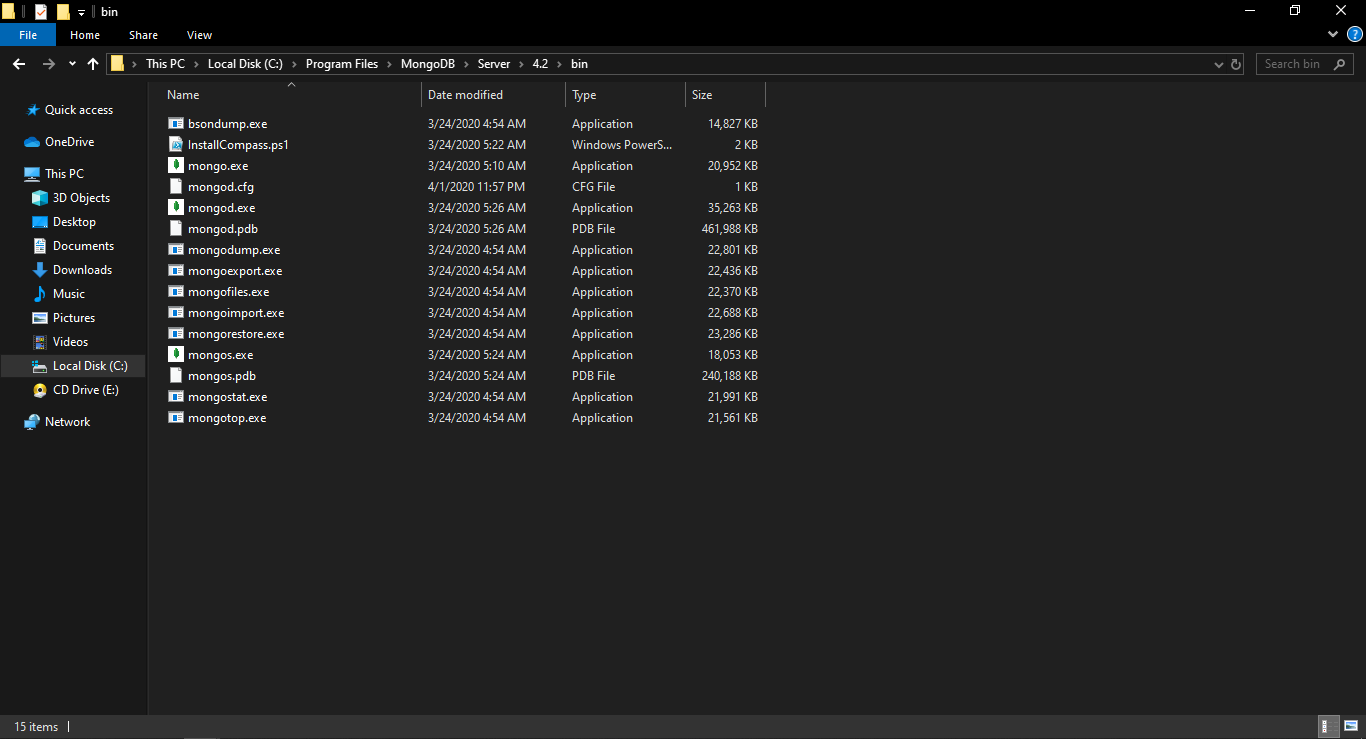 bin
File Home Share View
This PC Local Disk (C:) Program Files MongoDB Server 4.2 bin Search bin
Name Date modified Type Size
Quick access
OneDrive
This PC
3D Objects
Desktop
Documents
Downloads
Music
Pictures
Videos
Local Disk (C:)
CD Drive (E:)
Network
bsondump.exe 3/24/2020 4:54 AM Application 14,827 KB
InstallCompass.ps1 3/24/2020 5:22 AM Windows PowerS... 2 KB
mongo.exe 3/24/2020 5:10 AM Application 20,952 KB
mongod.cfg 4/1/2020 11:57 PM CFG File 1 KB
mongod.exe 3/24/2020 5:26 AM Application 35,263 KB
mongod.pdb 3/24/2020 5:26 AM PDB File 461,988 KB
mongodump.exe 3/24/2020 4:54 AM Application 22,801 KB
mongoexport.exe 3/24/2020 4:54 AM Application 22,436 KB
mongofiles.exe 3/24/2020 4:54 AM Application 22,370 KB
mongoimport.exe 3/24/2020 4:54 AM Application 22,688 KB
mongorestore.exe 3/24/2020 4:54 AM Application 23,286 KB
mongos.exe 3/24/2020 5:24 AM Application 18,053 KB
mongos.pdb 3/24/2020 5:24 AM PDB File 240,188 KB
mongostat.exe 3/24/2020 4:54 AM Application 21,991 KB
mongotop.exe 3/24/2020 4:54 AM Application 21,561 KB
15 items